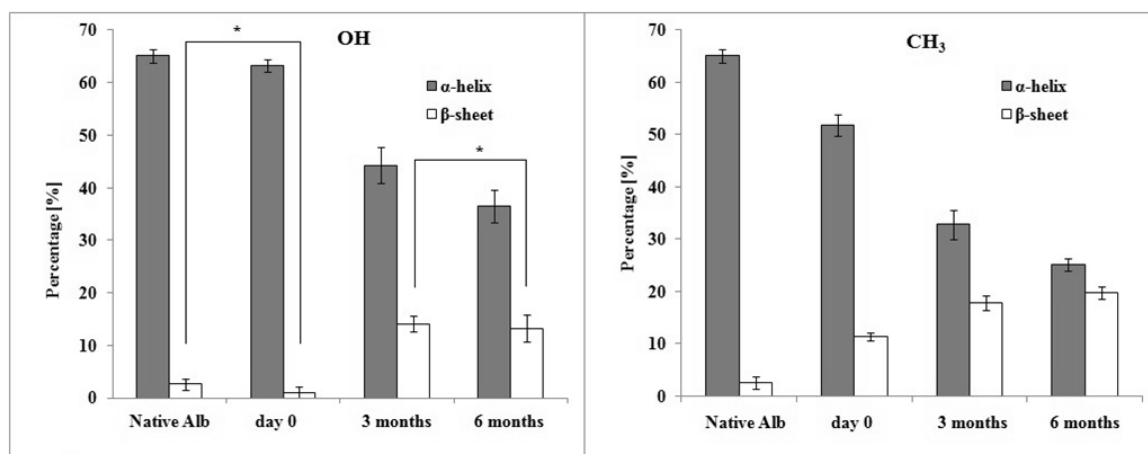 OH
*
α-helix
β-sheet
*
Percentage [%]
70
60
50
40
30
20
10
0
Native Alb day 0 3 months 6 months
CH₃
α-helix
β-sheet
Percentage [%]
70
60
50
40
30
20
10
0
Native Alb day 0 3 months 6 months